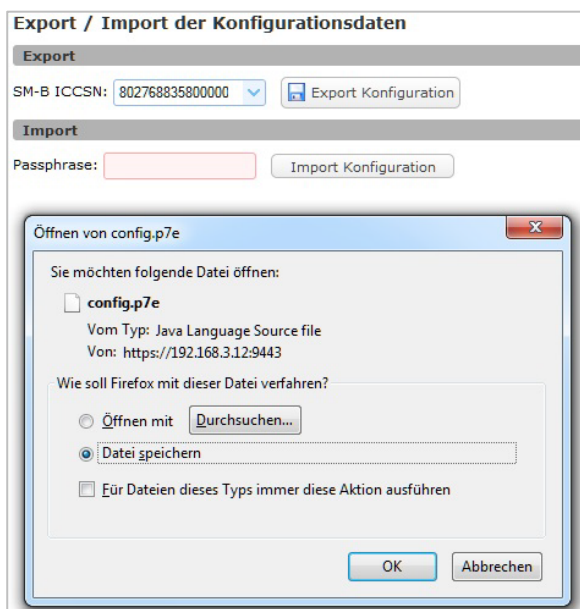 Export / Import der Konfigurationsdaten
Export
SM-B ICCSN: 802768835800000 Export Konfiguration
Import
Passphrase: Import Konfiguration
Öffnen von config.p7e
Sie möchten folgende Datei öffnen:
config.p7e
Vom Typ: Java Language Source file
Von: https://192.168.3.12:9443
Wie soll Firefox mit dieser Datei verfahren?
Öffnen mit Durchsuchen...
Datei speichern
Für Dateien dieses Typs immer diese Aktion ausführen
OK Abbrechen